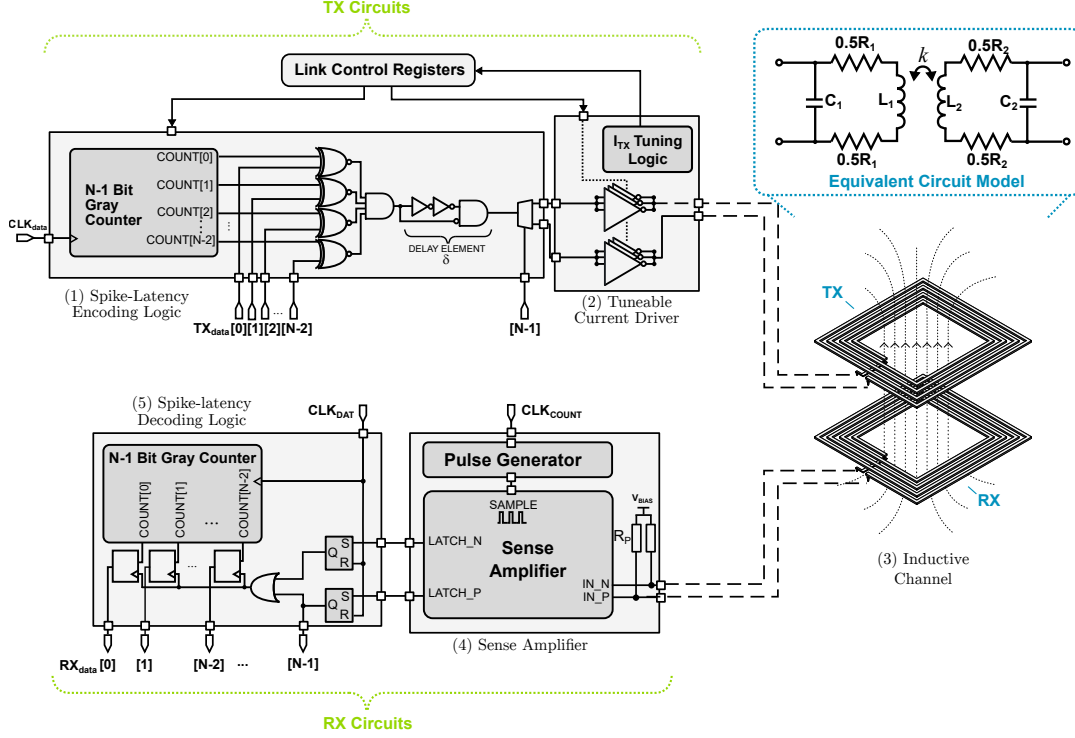 TX Circuits
Link Control Registers
N-1 Bit
Gray
Counter
COUNT[0]
COUNT[1]
COUNT[2]
COUNT[N-2]
...
CLKdata
DELAY ELEMENT
δ
(1) Spike-Latency
Encoding Logic
TXdata[0][1][2]...[N-2]
[N-1]
ITX Tuning
Logic
(2) Tuneable
Current Driver
0.5R1
k
0.5R2
C1
L1
L2
C2
0.5R1
0.5R2
Equivalent Circuit Model
TX
RX
(3) Inductive
Channel
(5) Spike-latency
Decoding Logic
CLKDAT
CLKCOUNT
N-1 Bit Gray Counter
COUNT[0]
COUNT[1]
...
COUNT[N-2]
...
Q
S
R
Q
S
R
Pulse Generator
SAMPLE
Sense
Amplifier
LATCH_N
LATCH_P
IN_N
IN_P
VBIAS
RP
(4) Sense Amplifier
RXdata[0] [1] [N-2] ... [N-1]
RX Circuits